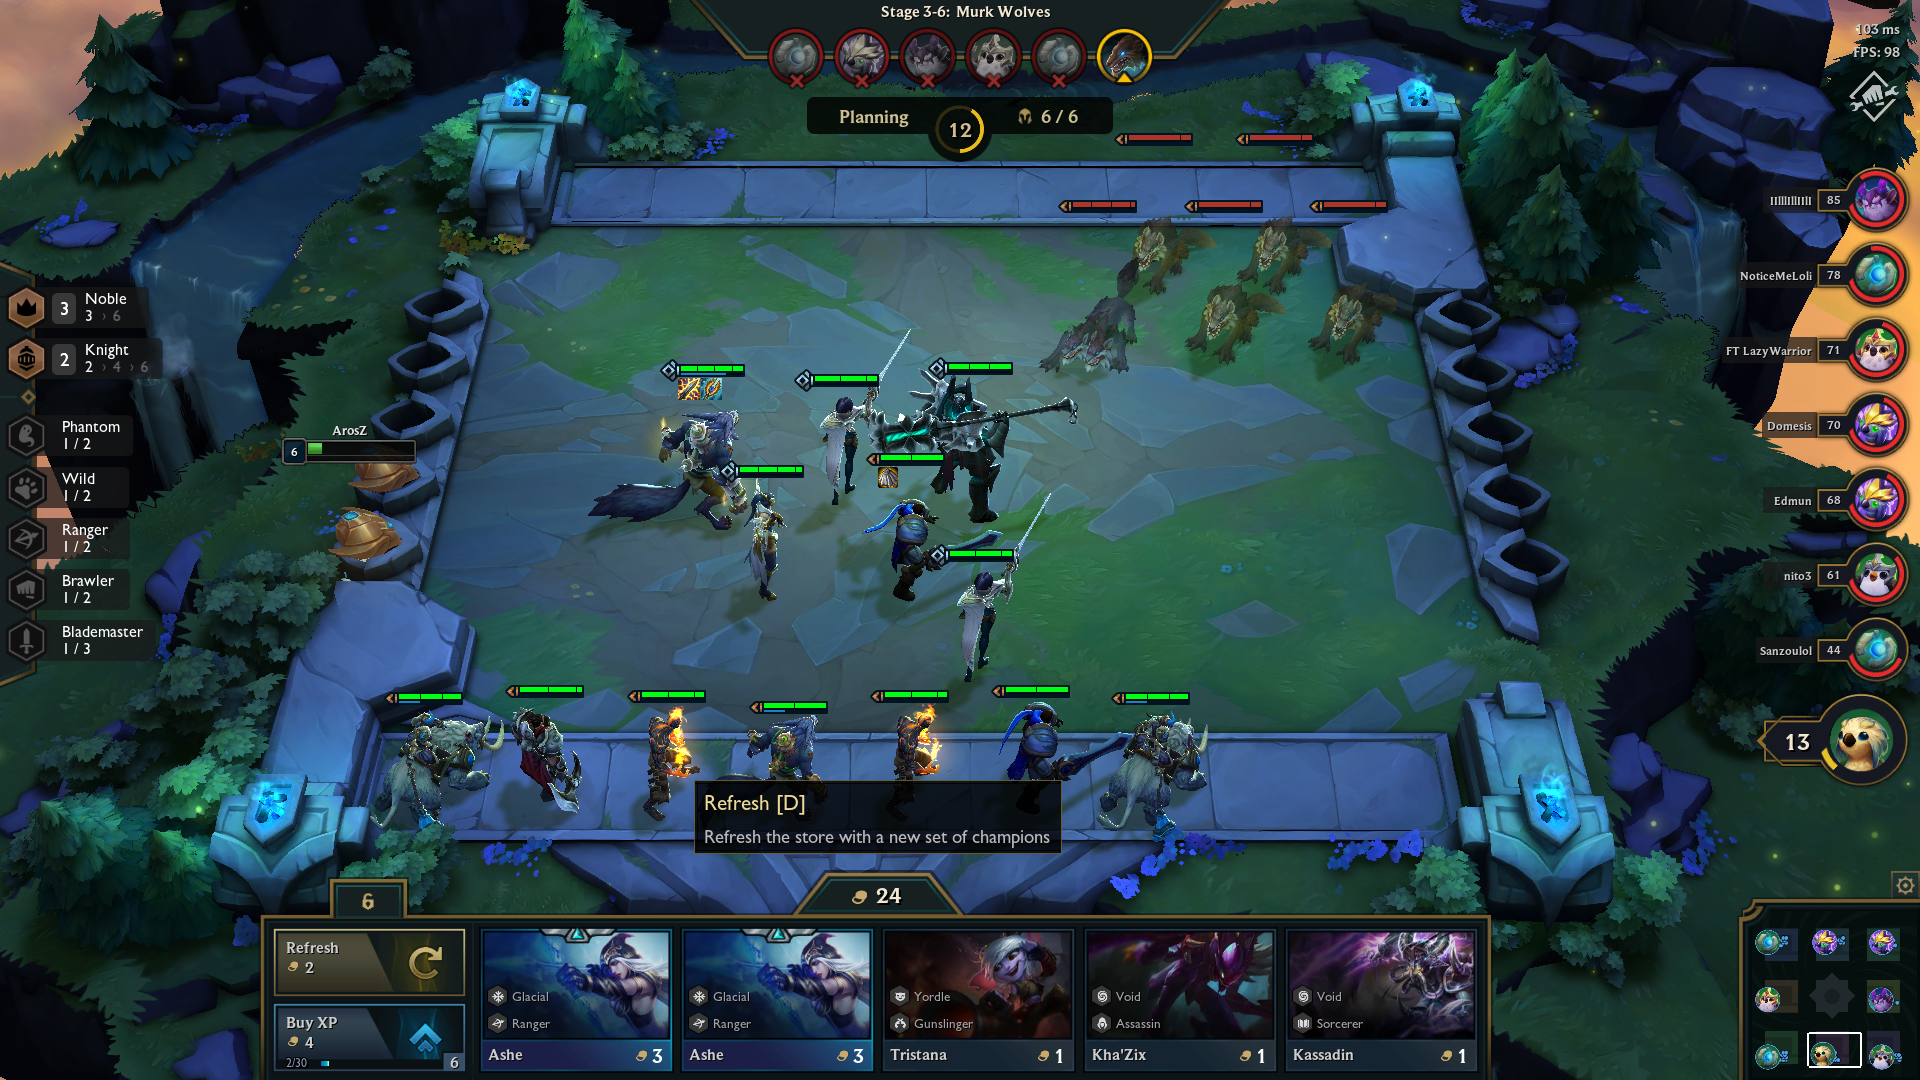 Stage 3-6: Murk Wolves
103 ms
FPS: 98
Planning
12
6 / 6
85
NoticeMeLoli
78
FT LazyWarrior
71
Domesis
70
Edmun
68
nito3
61
Sanzoulol
44
13
3
Noble
3 › 6
2
Knight
2 › 4 › 6
Phantom
1 / 2
Wild
1 / 2
Ranger
1 / 2
Brawler
1 / 2
Blademaster
1 / 3
ArosZ
6
Refresh [D]
Refresh the store with a new set of champions
6
24
Refresh
2
Buy XP
4
2/30
6
Glacial
Ranger
Ashe
3
Glacial
Ranger
Ashe
3
Yordle
Gunslinger
Tristana
1
Void
Assassin
Kha'Zix
1
Void
Sorcerer
Kassadin
1